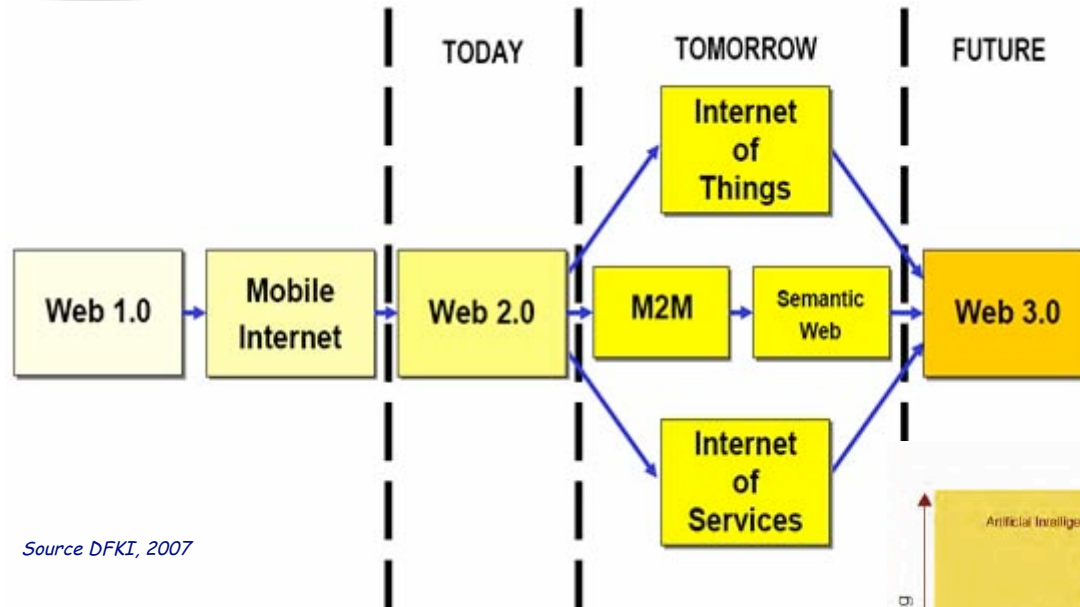 TODAY
TOMORROW
FUTURE
Internet
of
Things
Web 1.0
Mobile
Internet
Web 2.0
M2M
Semantic
Web
Web 3.0
Internet
of
Services
Source DFKI, 2007
Artificial